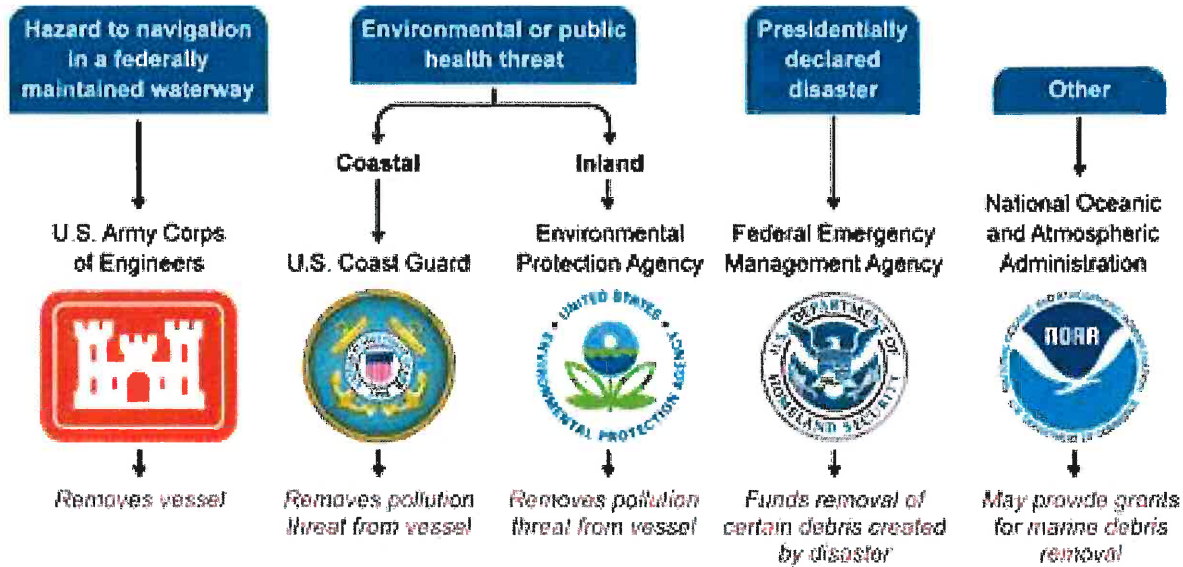 Hazard to navigation
in a federally
maintained waterway
Environmental or public
health threat
Presidentially
declared
disaster
Other
Coastal
Inland
U.S. Army Corps
of Engineers
U.S. Coast Guard
Environmental
Protection Agency
Federal Emergency
Management Agency
National Oceanic
and Atmospheric
Administration
UNITED STATES
ENVIRONMENTAL PROTECTION AGENCY
U.S. DEPARTMENT OF
HOMELAND SECURITY
NOAA
Removes vessel
Removes pollution
threat from vessel
Removes pollution
threat from vessel
Funds removal of
certain debris created
by disaster
May provide grants
for marine debris
removal